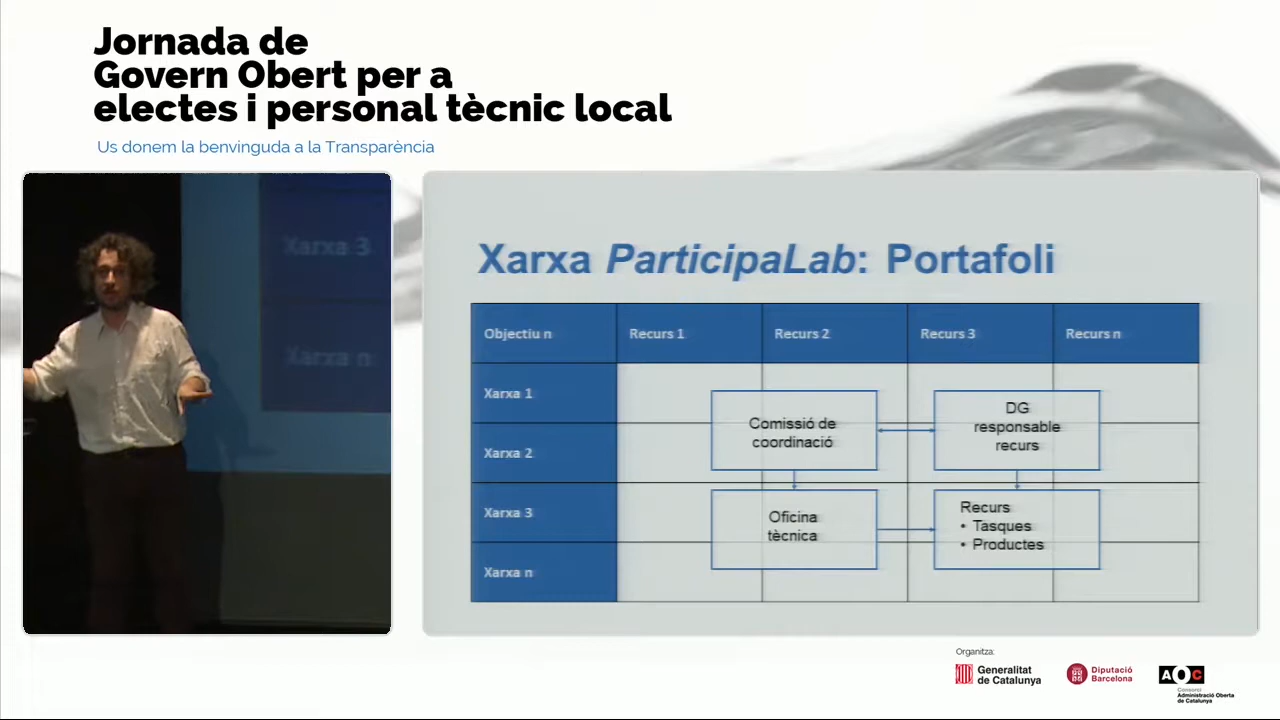 Jornada de
Govern Obert per a
electes i personal tècnic local
Us donem la benvinguda a la Transparència
Xarxa 3
Xarxa n
Xarxa ParticipaLab: Portafoli
Objectiu n
Recurs 1
Recurs 2
Recurs 3
Recurs n
Xarxa 1
Xarxa 2
Xarxa 3
Xarxa n
Comissió de
coordinació
DG
responsable
recurs
Oficina
tècnica
Recurs
• Tasques
• Productes
Organitza:
Generalitat
de Catalunya
Diputació
Barcelona
AOC
Consorci
Administració Oberta
de Catalunya